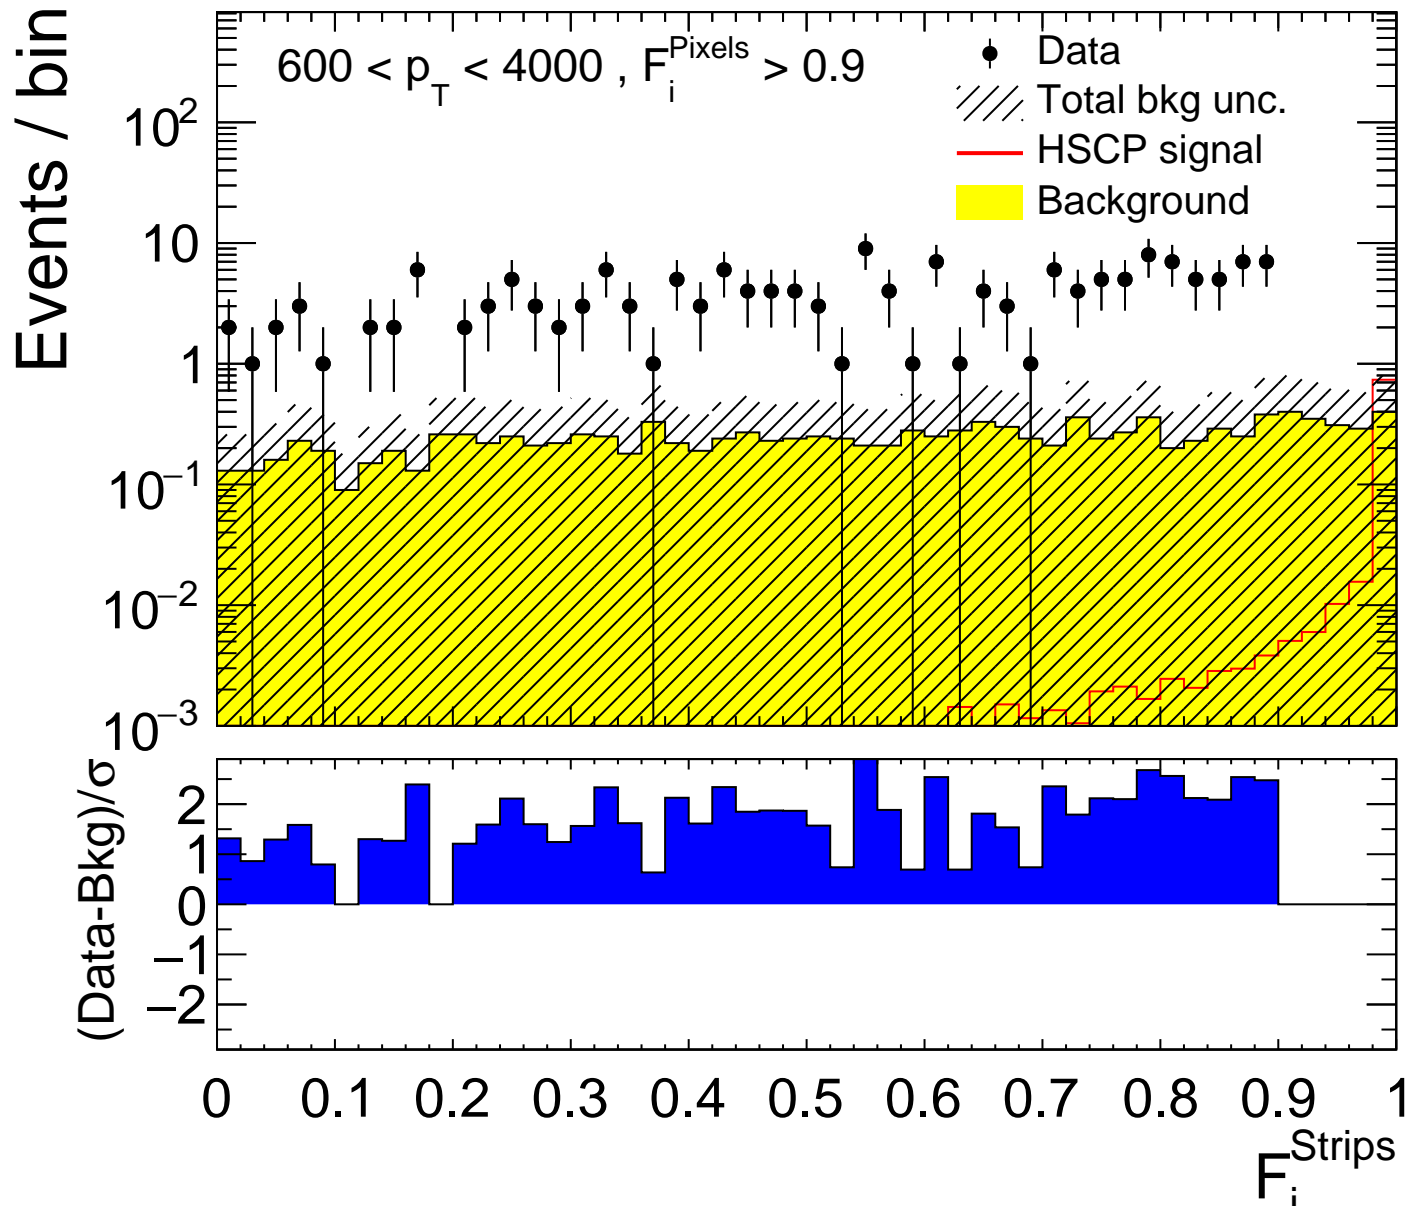 Events / bin
600 < p_T < 4000 , F_i^Pixels > 0.9
Data
Total bkg unc.
HSCP signal
Background
10²
10
1
10⁻¹
10⁻²
10⁻³
(Data-Bkg)/σ
2
1
0
−1
−2
0 0.1 0.2 0.3 0.4 0.5 0.6 0.7 0.8 0.9 1
F_i^Strips